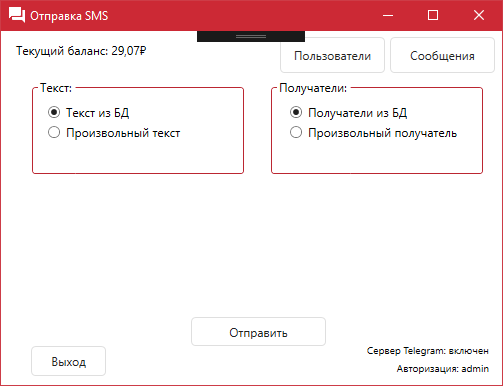 Отправка SMS
Текущий баланс: 29,07₽
Пользователи
Сообщения
Текст:
Текст из БД
Произвольный текст
Получатели:
Получатели из БД
Произвольный получатель
Отправить
Выход
Сервер Telegram: включен
Авторизация: admin